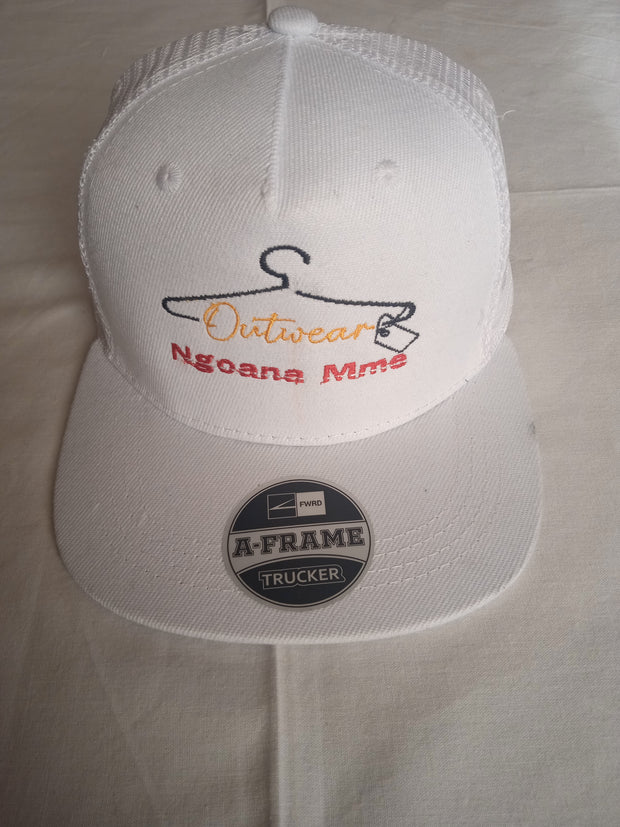 Outwear
Ngoana Mme
FWRD
A-FRAME
TRUCKER